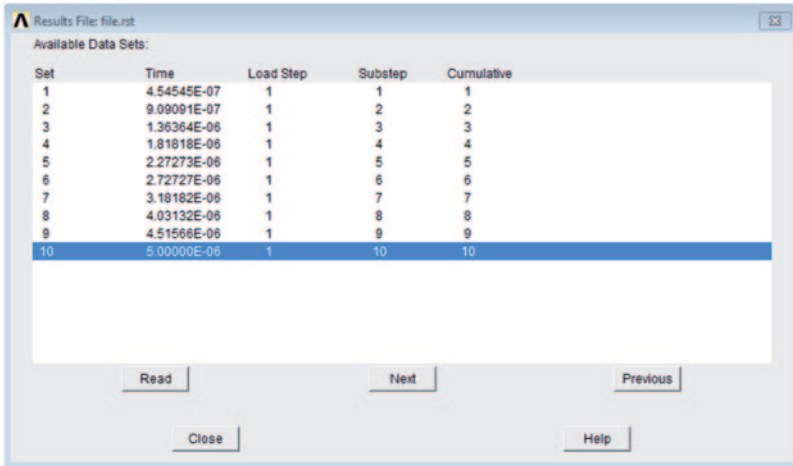 Results File: file.rst
Available Data Sets:
Set Time Load Step Substep Cumulative
1 4.54545E-07 1 1 1
2 9.09091E-07 1 2 2
3 1.36364E-06 1 3 3
4 1.81818E-06 1 4 4
5 2.27273E-06 1 5 5
6 2.72727E-06 1 6 6
7 3.18182E-06 1 7 7
8 4.03132E-06 1 8 8
9 4.51566E-06 1 9 9
10 5.00000E-06 1 10 10
Read Next Previous
Close Help